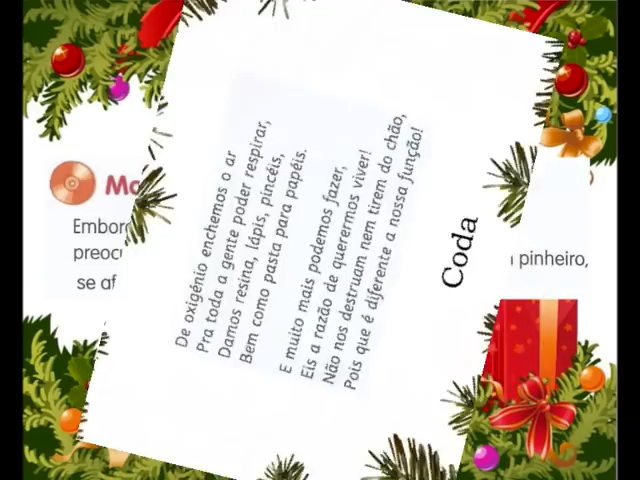 Mo
Embor
preocu
se af
pinheiro,
De oxigénio enchemos o ar
Pra toda a gente poder respirar,
Damos resina, lápis, pincéis,
Bem como pasta para papéis.
E muito mais podemos fazer,
Eis a razão de querermos viver!
Não nos destruam nem tirem do chão,
Pois que é diferente a nossa função!
Coda